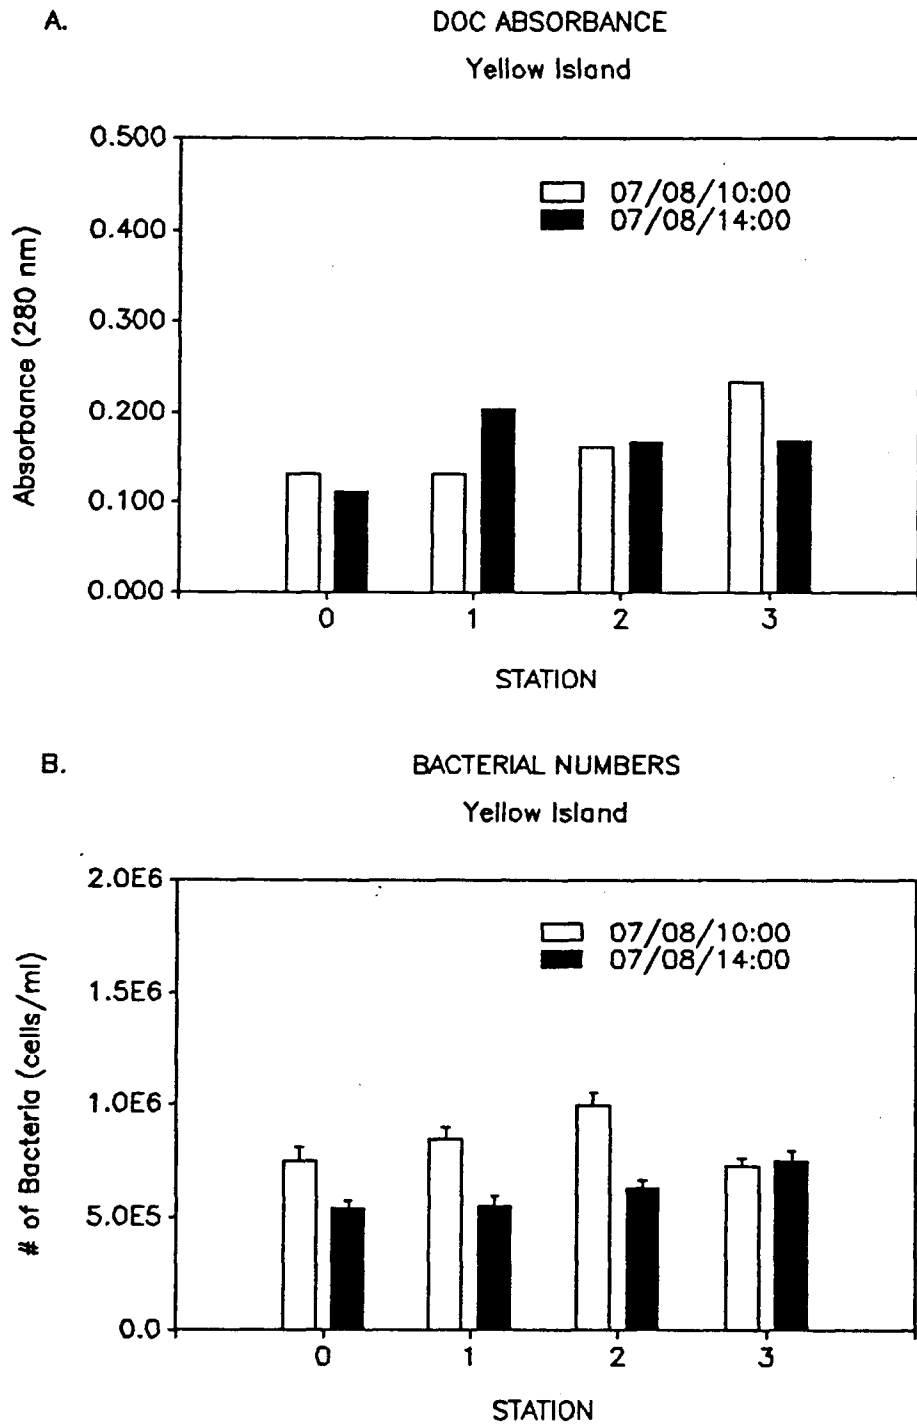 A.
DOC ABSORBANCE
Yellow Island
0.500
0.400
0.300
0.200
0.100
0.000
Absorbance (280 nm)
07/08/10:00
07/08/14:00
0 1 2 3
STATION
B.
BACTERIAL NUMBERS
Yellow Island
2.0E6
1.5E6
1.0E6
5.0E5
0.0
# of Bacteria (cells/ml)
07/08/10:00
07/08/14:00
0 1 2 3
STATION